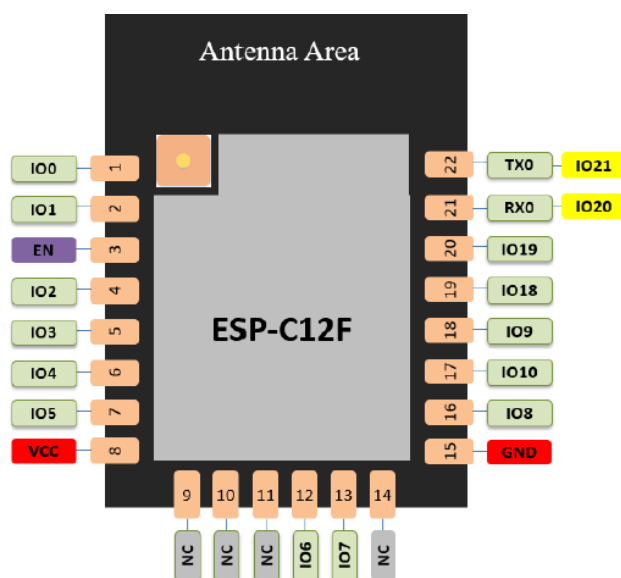 Antenna Area
IO0 1
IO1 2
EN 3
IO2 4
IO3 5
IO4 6
IO5 7
VCC 8
ESP-C12F
22 TX0 IO21
21 RX0 IO20
20 IO19
19 IO18
18 IO9
17 IO10
16 IO8
15 GND
9 10 11 12 13 14
NC NC NC IO6 IO7 NC